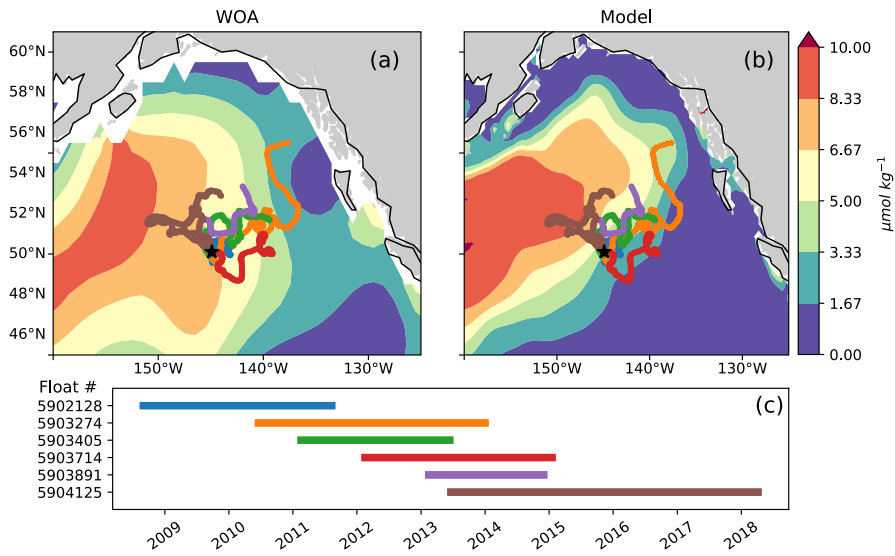 WOA
Model
60°N
58°N
56°N
54°N
52°N
50°N
48°N
46°N
(a)
(b)
150°W
140°W
130°W
150°W
140°W
130°W
10.00
8.33
6.67
5.00
3.33
1.67
0.00
μmol kg⁻¹
Float #
5902128
5903274
5903405
5903714
5903891
5904125
(c)
2009
2010
2011
2012
2013
2014
2015
2016
2017
2018